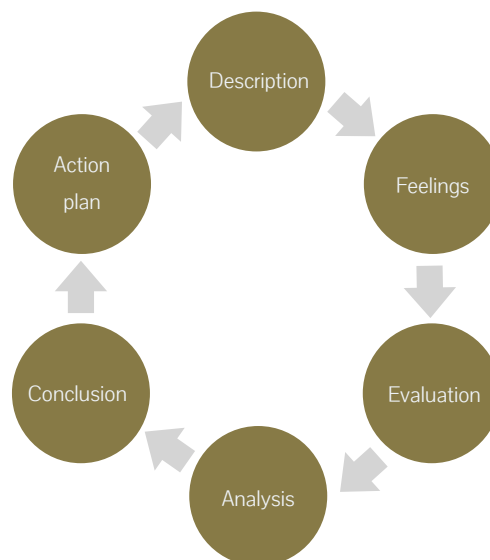 Description
Feelings
Evaluation
Analysis
Conclusion
Action
plan